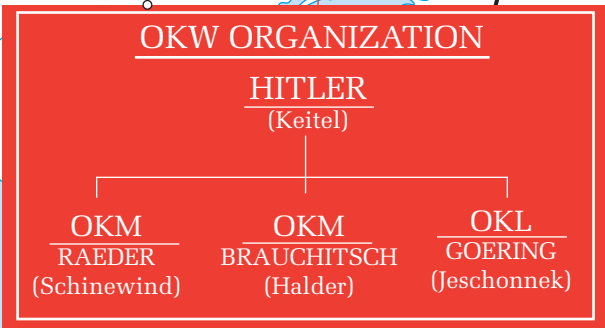 OKW ORGANIZATION
HITLER
(Keitel)
OKM
RAEDER
(Schinewind)
OKM
BRAUCHITSCH
(Halder)
OKL
GOERING
(Jeschonnek)